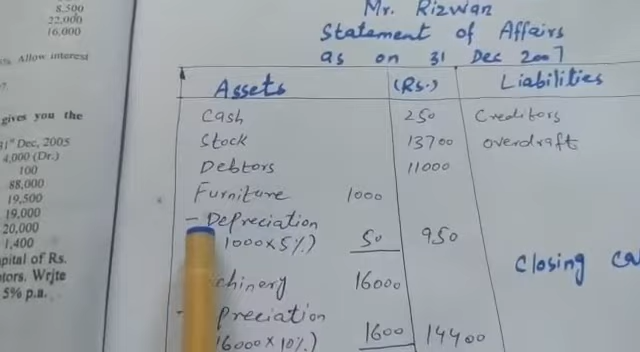 8,500
22,000
16,000
Allow interest
gives you the
31st Dec, 2005
4,000 (Dr.)
100
88,000
19,500
19,000
20,000
1,400
pital of Rs.
tors. Write
5% p.a.
Mr. Rizwan
Statement of Affairs
as on 31 Dec 2007
Assets (Rs.) Liabilities
Cash 250 Creditors
Stock 13700 overdraft
Debtors 11000
Furniture 1000
- Depreciation
1000 x 5%) 50 950
closing
chinery 16000
preciation
16000 x 10%) 1600 14400